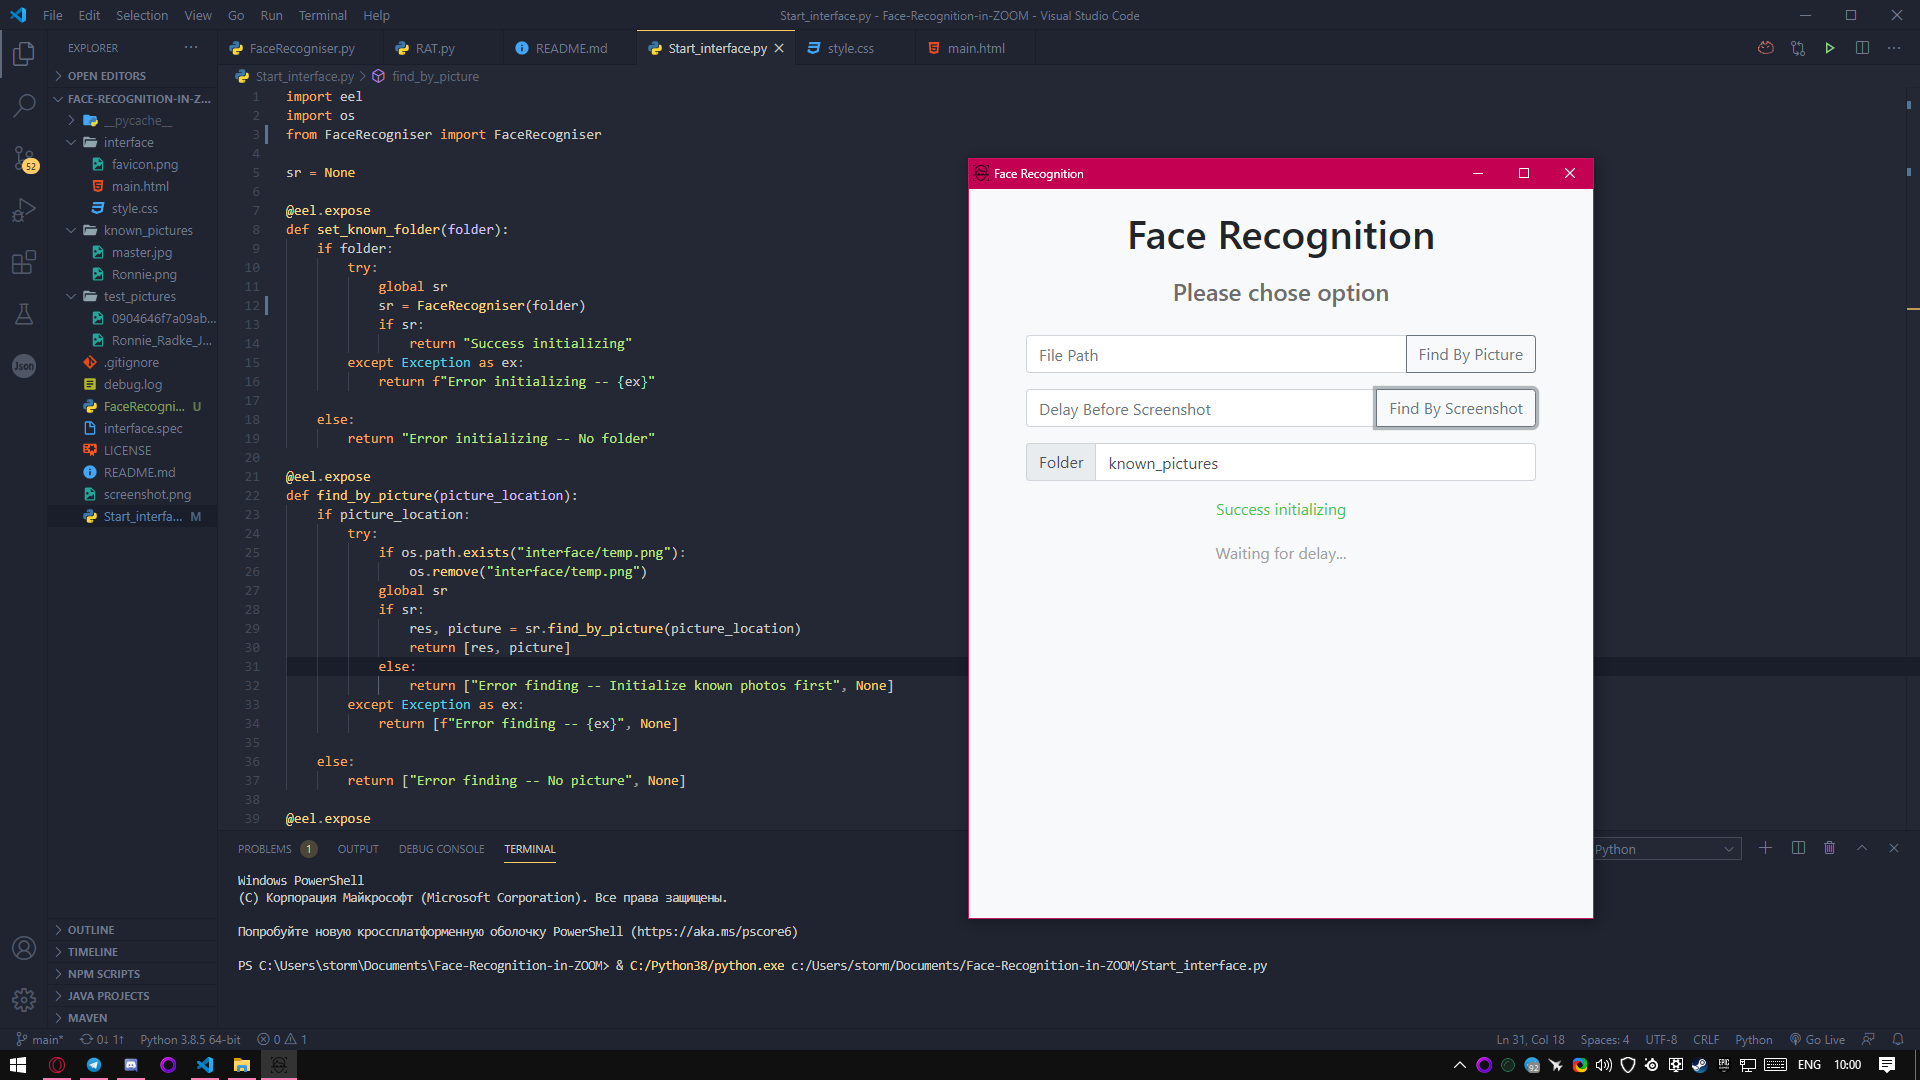 File Edit Selection View Go Run Terminal Help
Start_interface.py - Face-Recognition-in-ZOOM - Visual Studio Code
EXPLORER
FaceRecogniser.py RAT.py README.md Start_interface.py style.css main.html
OPEN EDITORS
Start_interface.py > find_by_picture
FACE-RECOGNITION-IN-Z...
__pycache__
interface
favicon.png
main.html
style.css
known_pictures
master.jpg
Ronnie.png
test_pictures
0904646f7a09ab...
Ronnie_Radke_J...
.gitignore
debug.log
FaceRecogni... U
interface.spec
LICENSE
README.md
screenshot.png
Start_interfa... M
52
Json
OUTLINE
TIMELINE
NPM SCRIPTS
JAVA PROJECTS
MAVEN
1 import eel
2 import os
3 from FaceRecogniser import FaceRecogniser
4
5 sr = None
6
7 @eel.expose
8 def set_known_folder(folder):
9 if folder:
10 try:
11 global sr
12 sr = FaceRecogniser(folder)
13 if sr:
14 return "Success initializing"
15 except Exception as ex:
16 return f"Error initializing -- {ex}"
17
18 else:
19 return "Error initializing -- No folder"
20
21 @eel.expose
22 def find_by_picture(picture_location):
23 if picture_location:
24 try:
25 if os.path.exists("interface/temp.png"):
26 os.remove("interface/temp.png")
27 global sr
28 if sr:
29 res, picture = sr.find_by_picture(picture_location)
30 return [res, picture]
31 else:
32 return ["Error finding -- Initialize known photos first", None]
33 except Exception as ex:
34 return [f"Error finding -- {ex}", None]
35
36 else:
37 return ["Error finding -- No picture", None]
38
39 @eel.expose
Face Recognition
Face Recognition
Please chose option
File Path Find By Picture
Delay Before Screenshot Find By Screenshot
Folder known_pictures
Success initializing
Waiting for delay...
PROBLEMS 1 OUTPUT DEBUG CONSOLE TERMINAL
Python
Windows PowerShell
(C) Корпорация Майкрософт (Microsoft Corporation). Все права защищены.
Попробуйте новую кроссплатформенную оболочку PowerShell (https://aka.ms/pscore6)
PS C:\Users\storm\Documents\Face-Recognition-in-ZOOM> & C:/Python38/python.exe c:/Users/storm/Documents/Face-Recognition-in-ZOOM/Start_interface.py
main* 0↓ 1↑ Python 3.8.5 64-bit 0 1
Ln 31, Col 18 Spaces: 4 UTF-8 CRLF Python Go Live
92
EPIC
ENG 10:00